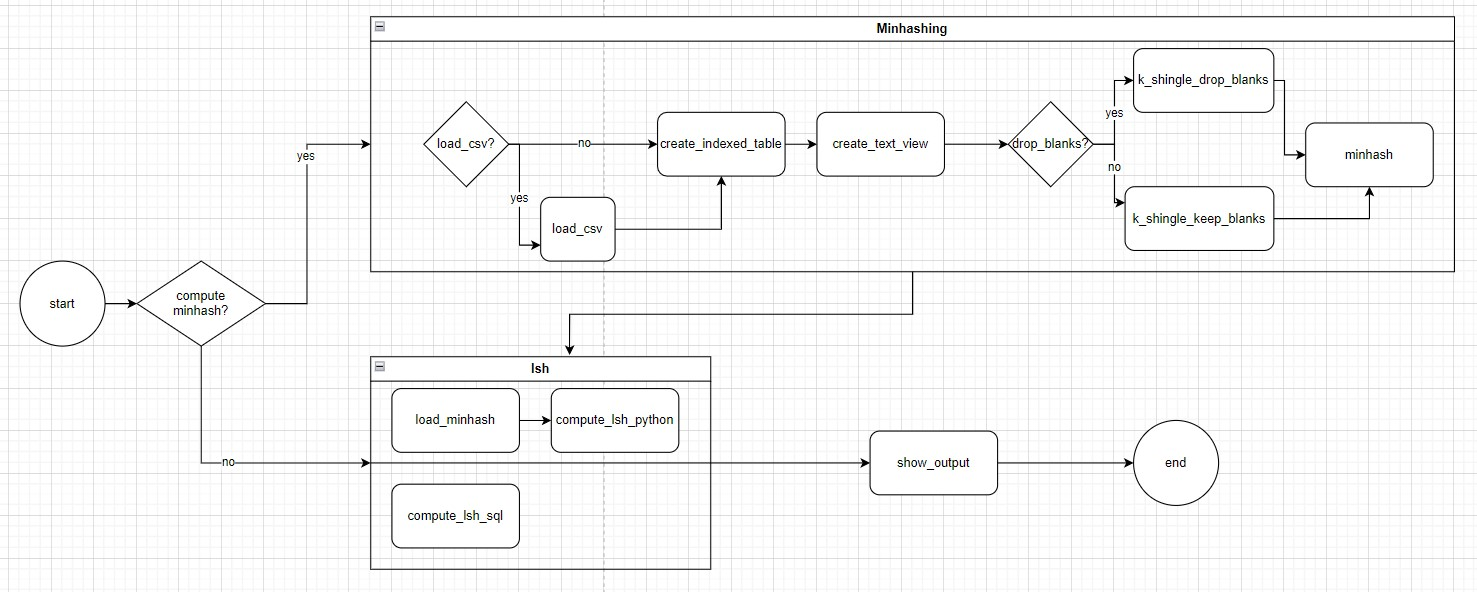 Minhashing
k_shingle_drop_blanks
yes
load_csv?
no
create_indexed_table
create_text_view
drop_blanks?
minhash
yes
no
yes
load_csv
k_shingle_keep_blanks
start
compute
minhash?
lsh
load_minhash
compute_lsh_python
no
show_output
end
compute_lsh_sql